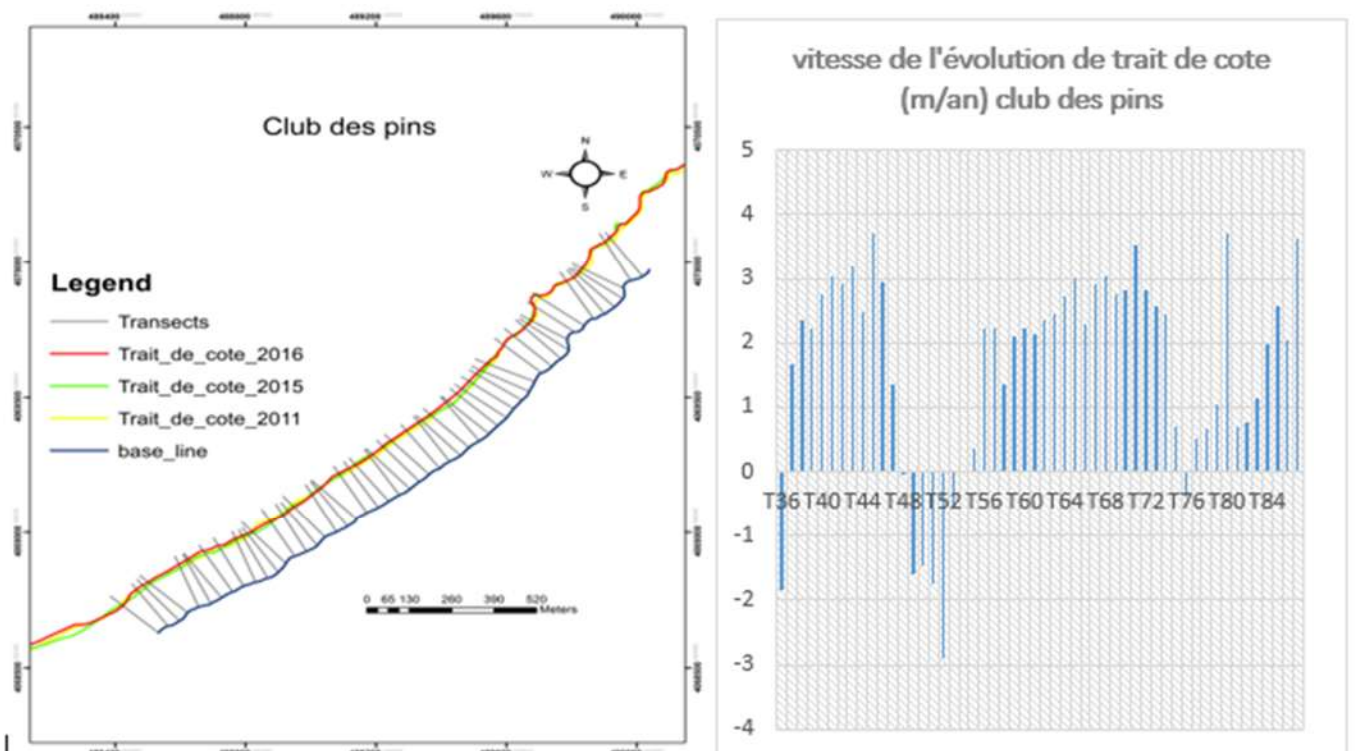 Club des pins
N
W E
S
Legend
Transects
Trait_de_cote_2016
Trait_de_cote_2015
Trait_de_cote_2011
base_line
0 65 130 260 390 520
Meters
vitesse de l'évolution de trait de cote
(m/an) club des pins
5
4
3
2
1
0
T36 T40 T44 T48 T52 T56 T60 T64 T68 T72 T76 T80 T84
-1
-2
-3
-4